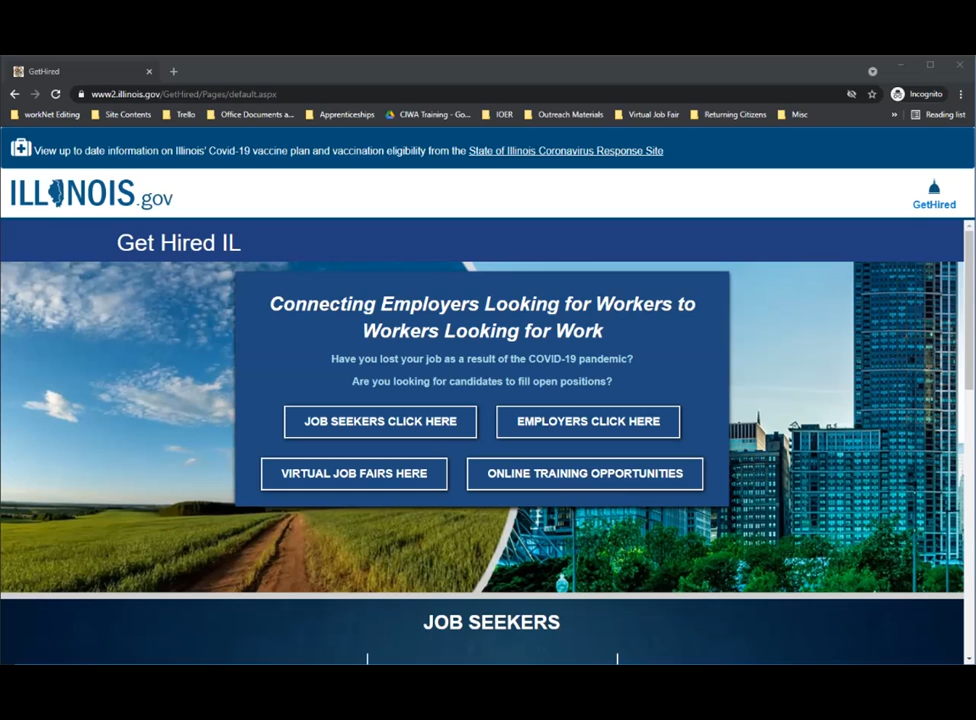 GetHired
www2.illinois.gov/GetHired/Pages/default.aspx
Incognito
workNet Editing
Site Contents
Trello
Office Documents a...
Apprenticeships
CIWA Training - Go...
IOER
Outreach Materials
Virtual Job Fair
Returning Citizens
Misc
»
Reading list
View up to date information on Illinois' Covid-19 vaccine plan and vaccination eligibility from the State of Illinois Coronavirus Response Site
ILLINOIS.gov
GetHired
Get Hired IL
Connecting Employers Looking for Workers to
Workers Looking for Work
Have you lost your job as a result of the COVID-19 pandemic?
Are you looking for candidates to fill open positions?
JOB SEEKERS CLICK HERE
EMPLOYERS CLICK HERE
VIRTUAL JOB FAIRS HERE
ONLINE TRAINING OPPORTUNITIES
JOB SEEKERS